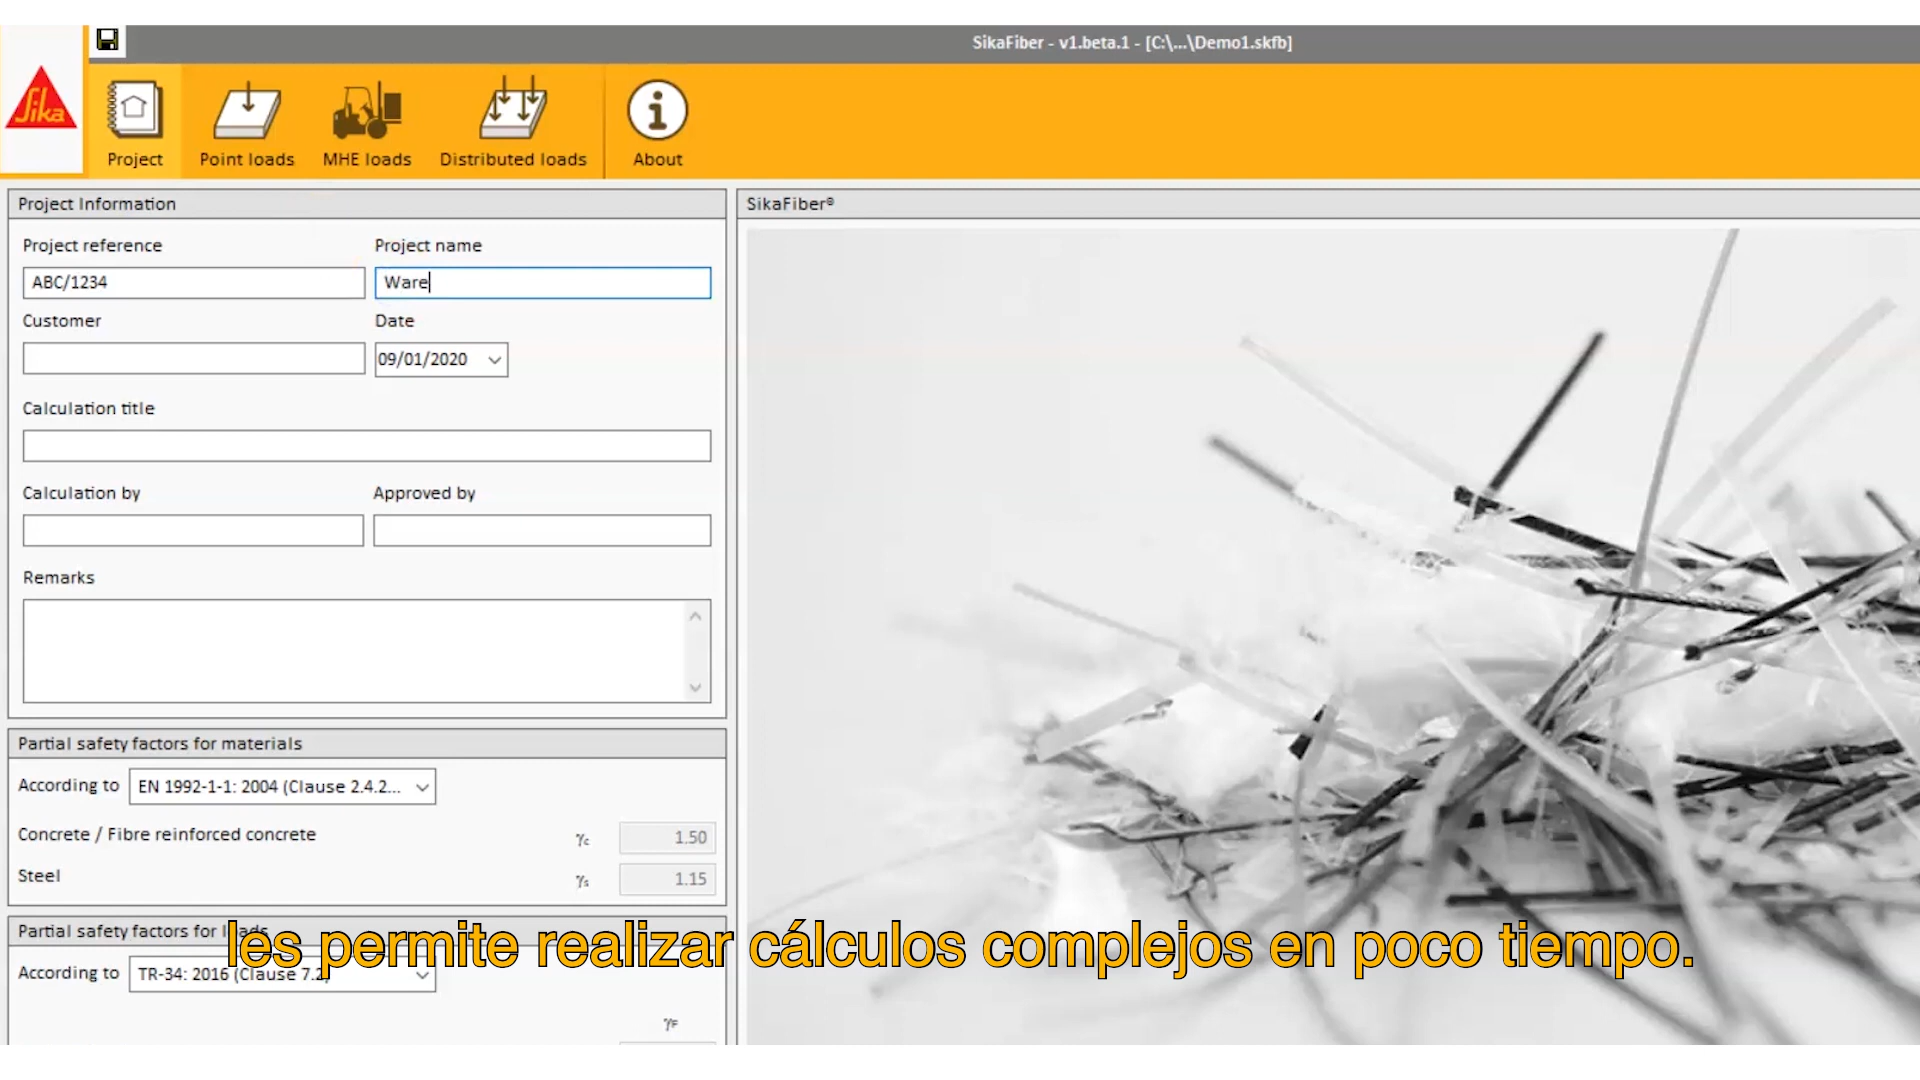 SikaFiber - v1.beta.1 - [C:\...\Demo1.skfb]
Sika
Project
Point loads
MHE loads
Distributed loads
About
Project Information
Project reference
Project name
ABC/1234
Ware
Customer
Date
09/01/2020
Calculation title
Calculation by
Approved by
Remarks
Partial safety factors for materials
According to
EN 1992-1-1: 2004 (Clause 2.4.2...
Concrete / Fibre reinforced concrete
γc
1.50
Steel
γs
1.15
Partial safety factors for loads
According to
TR-34: 2016 (Clause 7.2)
γF
SikaFiber®
les permite realizar cálculos complejos en poco tiempo.